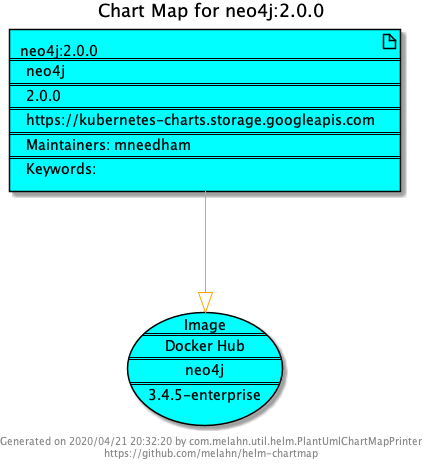 Chart Map for neo4j:2.0.0
neo4j:2.0.0
neo4j
2.0.0
https://kubernetes-charts.storage.googleapis.com
Maintainers: mneedham
Keywords:
Image
Docker Hub
neo4j
3.4.5-enterprise
Generated on 2020/04/21 20:32:20 by com.melahn.util.helm.PlantUmlChartMapPrinter
https://github.com/melahn/helm-chartmap